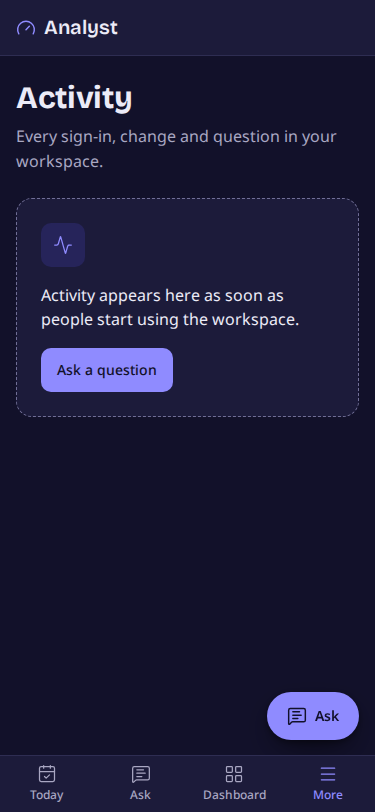 Analyst
Activity
Every sign-in, change and question in your
workspace.
Activity appears here as soon as
people start using the workspace.
Ask a question
Ask
Today
Ask
Dashboard
More